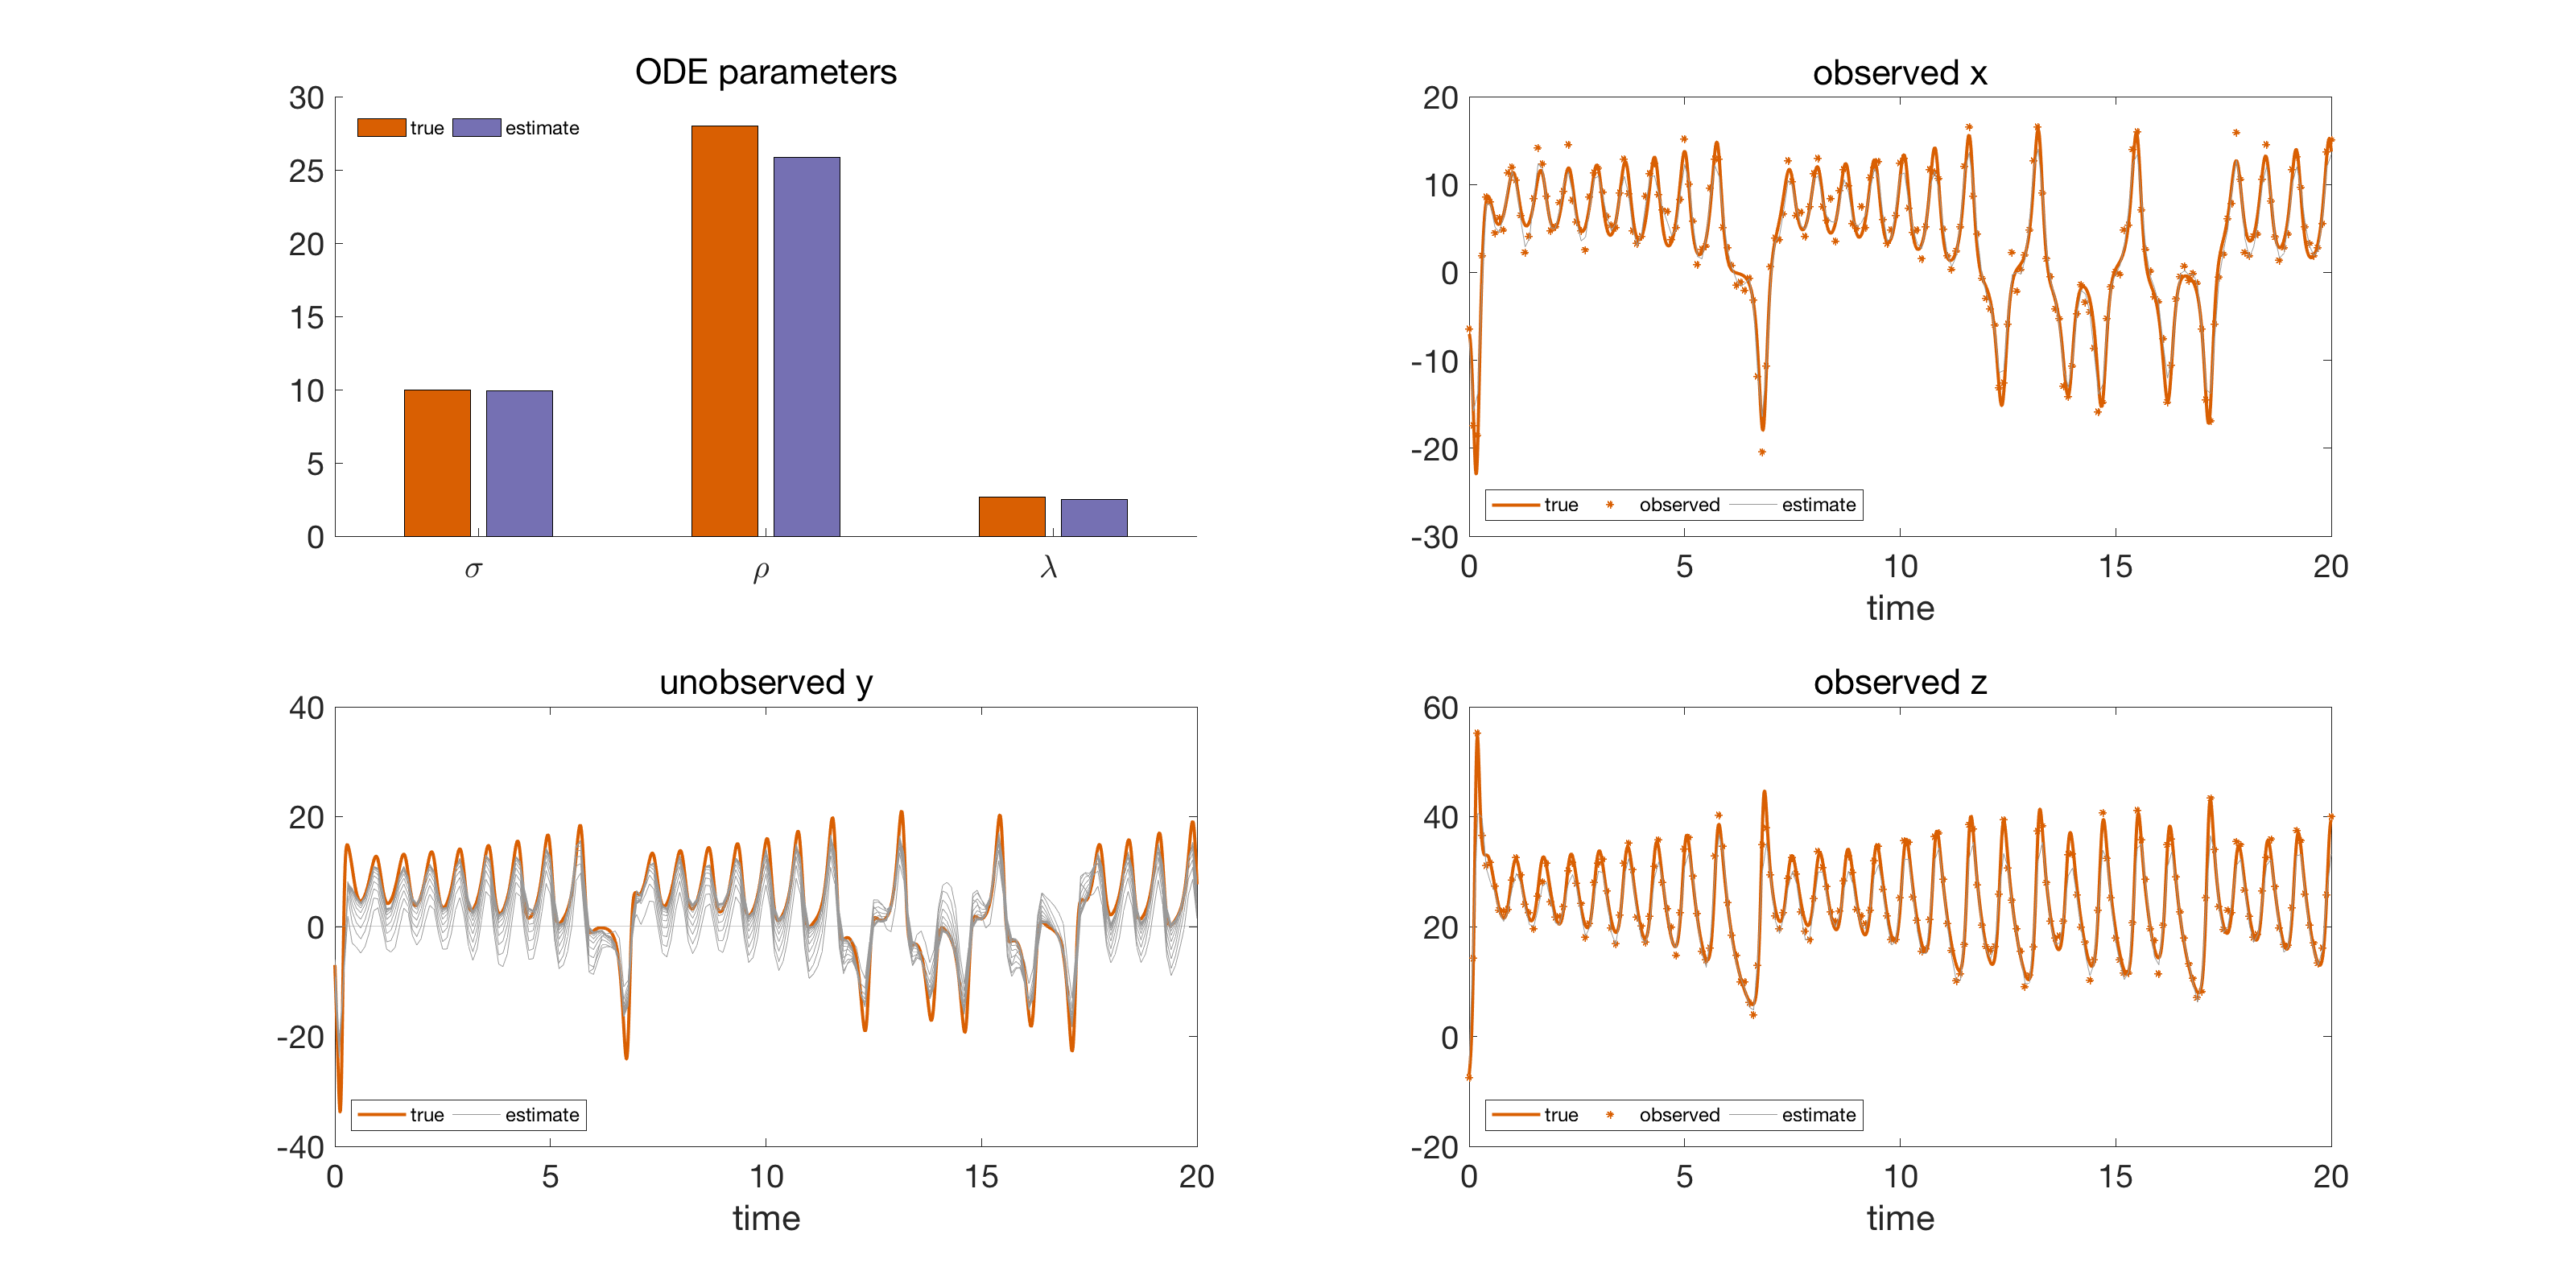 ODE parameters
30
25
20
15
10
5
0
true estimate
σ ρ λ
observed x
20
10
0
-10
-20
-30
true observed estimate
0 5 10 15 20
time
unobserved y
40
20
0
-20
-40
true estimate
0 5 10 15 20
time
observed z
60
40
20
0
-20
true observed estimate
0 5 10 15 20
time